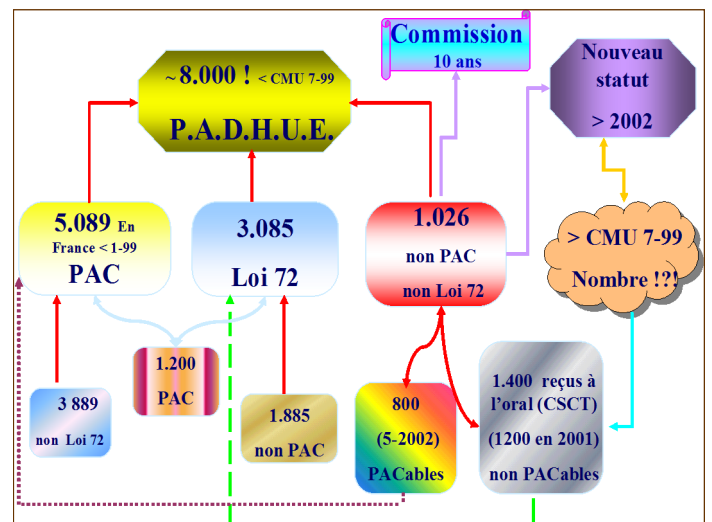 Commission
10 ans
~ 8.000 ! < CMU 7-99
P.A.D.H.U.E.
Nouveau
statut
> 2002
5.089 En
France < 1-99
PAC
3.085
Loi 72
1.026
non PAC
non Loi 72
> CMU 7-99
Nombre !?!
1.200
PAC
3 889
non Loi 72
1.885
non PAC
800
(5-2002)
PACables
1.400 reçus à
l'oral (CSCT)
(1200 en 2001)
non PACables